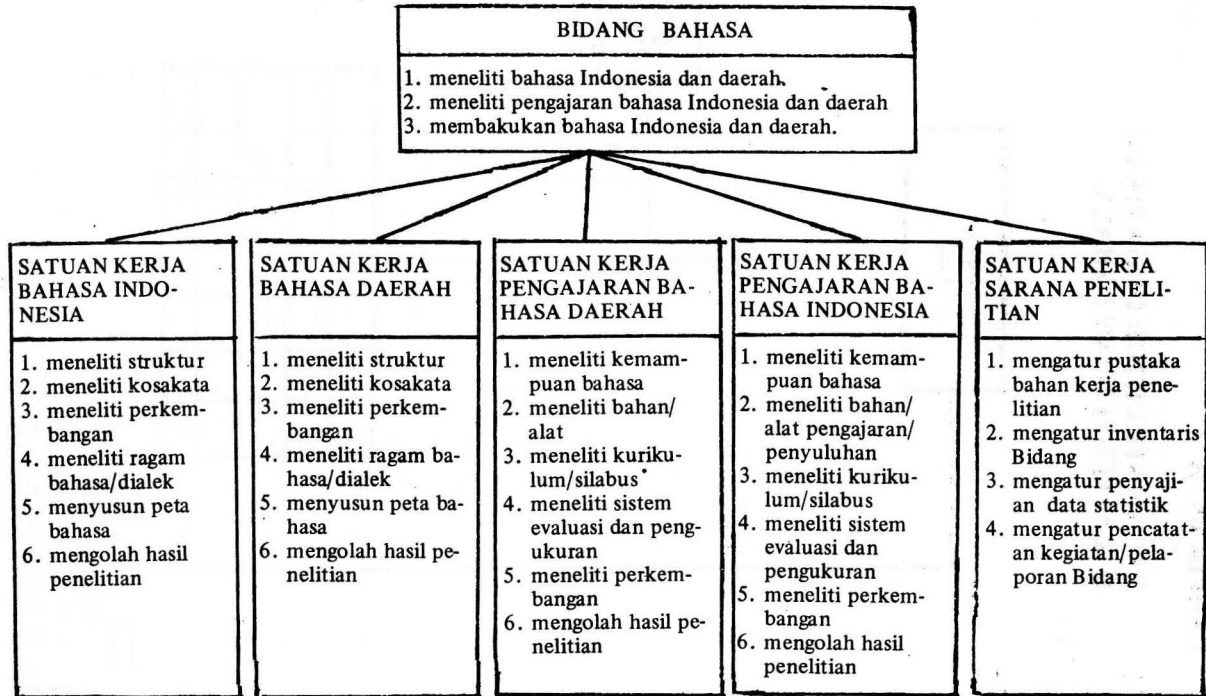 BIDANG BAHASA
1. meneliti bahasa Indonesia dan daerah.
2. meneliti pengajaran bahasa Indonesia dan daerah
3. membakukan bahasa Indonesia dan daerah.
SATUAN KERJA
BAHASA INDO-
NESIA
1. meneliti struktur
2. meneliti kosakata
3. meneliti perkem-
bangan
4. meneliti ragam
bahasa/dialek
5. menyusun peta
bahasa
6. mengolah hasil
penelitian
SATUAN KERJA
BAHASA DAERAH
1. meneliti struktur
2. meneliti kosakata
3. meneliti perkem-
bangan
4. meneliti ragam ba-
hasa/dialek
5. menyusun peta ba-
hasa
6. mengolah hasil pe-
nelitian
SATUAN KERJA
PENGAJARAN BA-
HASA DAERAH
1. meneliti kemam-
puan bahasa
2. meneliti bahan/
alat
3. meneliti kuriku-
lum/silabus
4. meneliti sistem
evaluasi dan peng-
ukuran
5. meneliti perkem-
bangan
6. mengolah hasil pe-
nelitian
SATUAN KERJA
PENGAJARAN BA-
HASA INDONESIA
1. meneliti kemam-
puan bahasa
2. meneliti bahan/
alat pengajaran/
penyuluhan
3. meneliti kuriku-
lum/silabus
4. meneliti sistem
evaluasi dan
pengukuran
5. meneliti perkem-
bangan
6. mengolah hasil
penelitian
SATUAN KERJA
SARANA PENELI-
TIAN
1. mengatur pustaka
bahan kerja pene-
litian
2. mengatur inventaris
Bidang
3. mengatur penyaji-
an data statistik
4. mengatur pencatat-
an kegiatan/pela-
poran Bidang